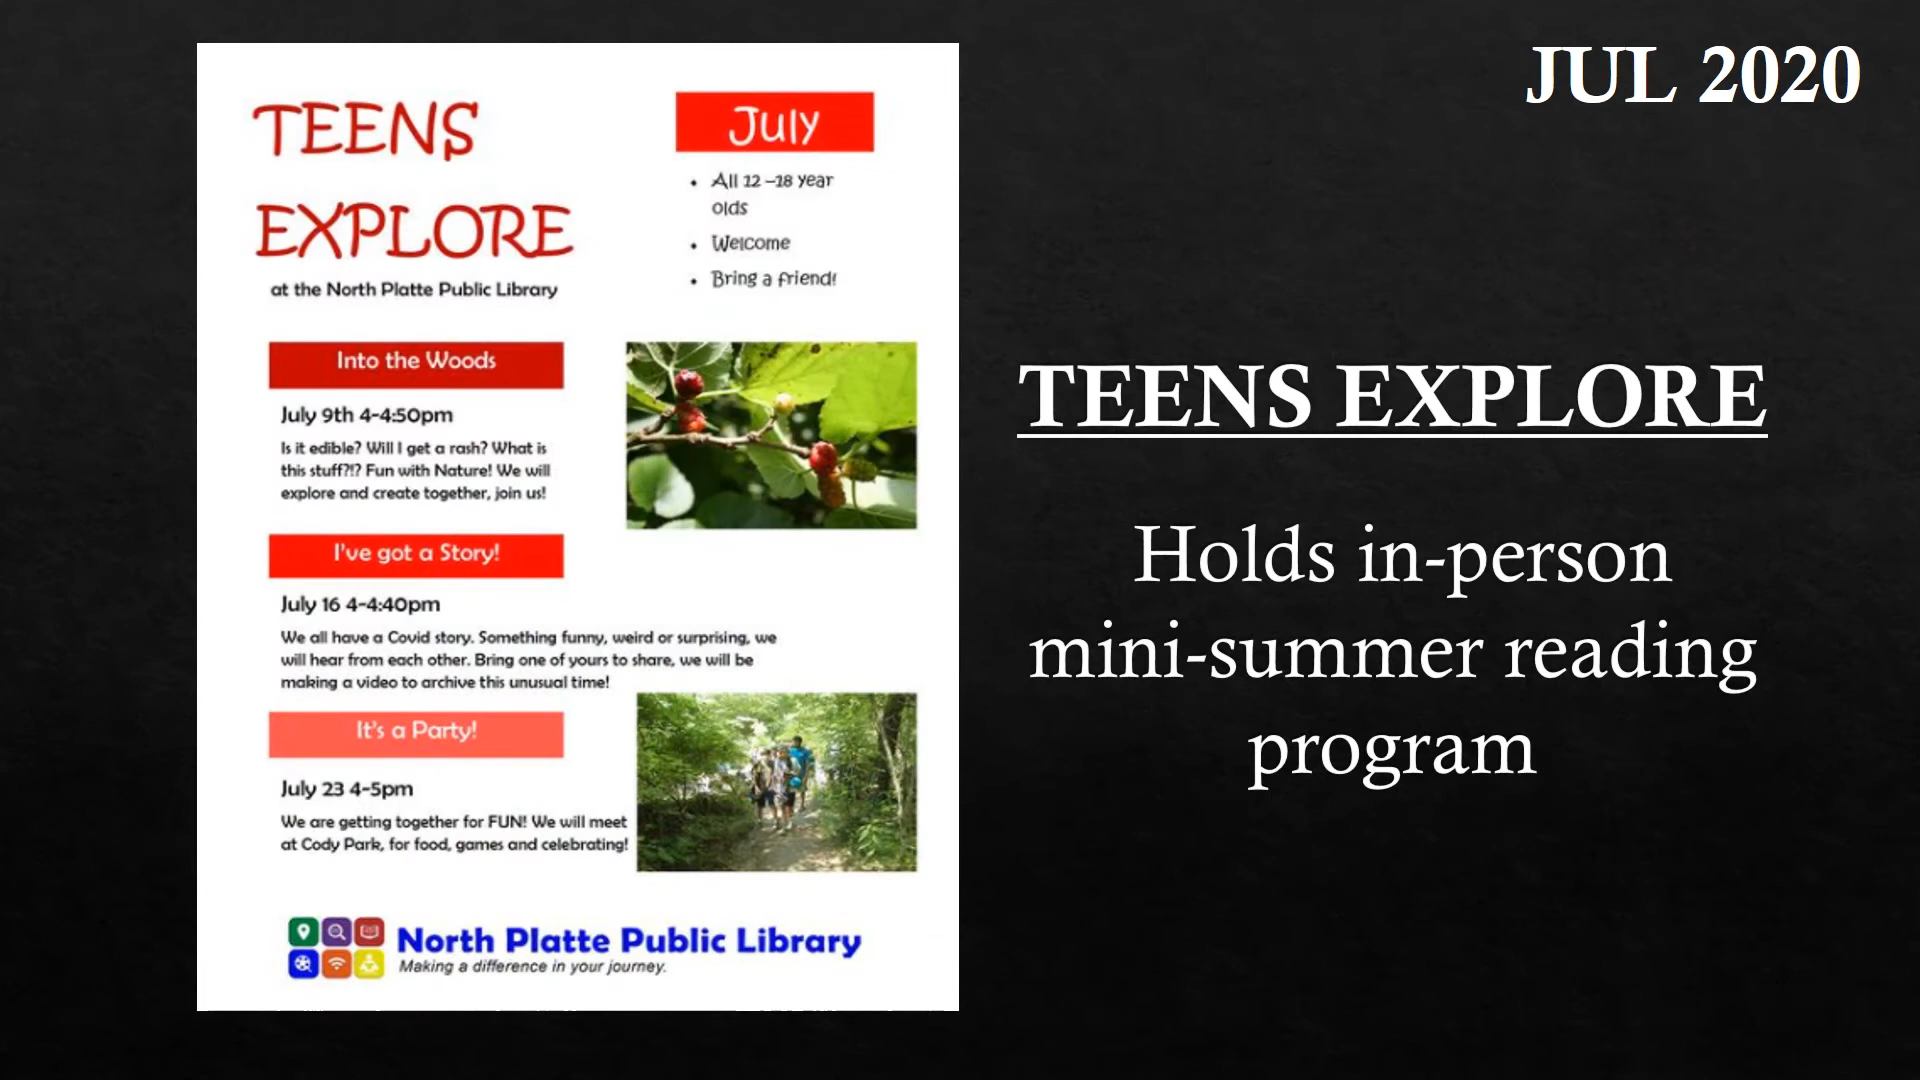 JUL 2020
TEENS
EXPLORE
at the North Platte Public Library
July
• All 12 –18 year
olds
• Welcome
• Bring a friend!
Into the Woods
July 9th 4-4:50pm
Is it edible? Will I get a rash? What is
this stuff?!? Fun with Nature! We will
explore and create together, join us!
I've got a Story!
July 16 4-4:40pm
We all have a Covid story. Something funny, weird or surprising, we
will hear from each other. Bring one of yours to share, we will be
making a video to archive this unusual time!
It's a Party!
July 23 4-5pm
We are getting together for FUN! We will meet
at Cody Park, for food, games and celebrating!
North Platte Public Library
Making a difference in your journey.
TEENS EXPLORE
Holds in-person
mini-summer reading
program